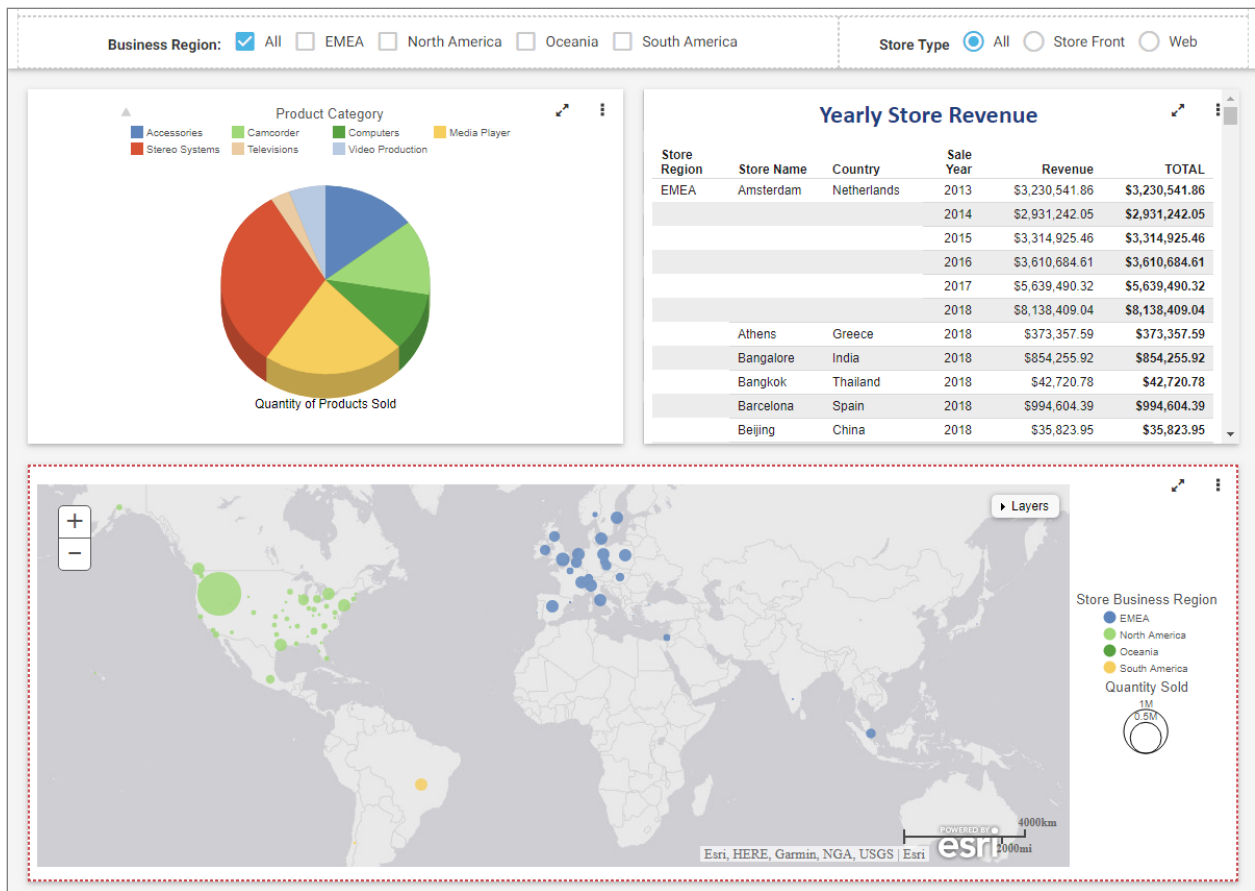 Business Region: All EMEA North America Oceania South America Store Type All Store Front Web
Product Category
Accessories Camcorder Computers Media Player
Stereo Systems Televisions Video Production
Quantity of Products Sold
Yearly Store Revenue
Store Region Store Name Country Sale Year Revenue TOTAL
EMEA Amsterdam Netherlands 2013 $3,230,541.86 $3,230,541.86
2014 $2,931,242.05 $2,931,242.05
2015 $3,314,925.46 $3,314,925.46
2016 $3,610,684.61 $3,610,684.61
2017 $5,639,490.32 $5,639,490.32
2018 $8,138,409.04 $8,138,409.04
Athens Greece 2018 $373,357.59 $373,357.59
Bangalore India 2018 $854,255.92 $854,255.92
Bangkok Thailand 2018 $42,720.78 $42,720.78
Barcelona Spain 2018 $994,604.39 $994,604.39
Beijing China 2018 $35,823.95 $35,823.95
+
−
Layers
Store Business Region
EMEA
North America
Oceania
South America
Quantity Sold
1M
0.5M
4000km
2000mi
POWERED BY
esri
Esri, HERE, Garmin, NGA, USGS | Esri